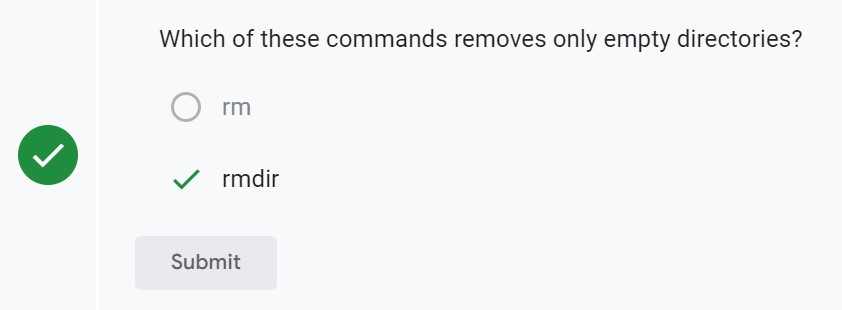 Which of these commands removes only empty directories?
rm
rmdir
Submit